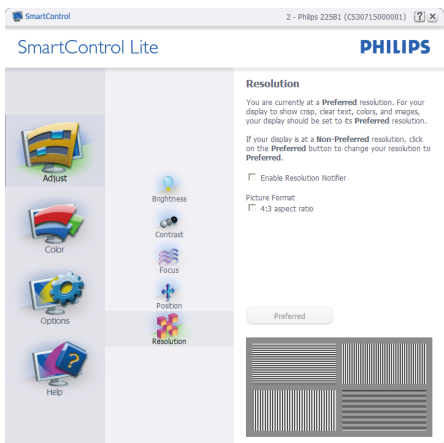 SmartControl
2 - Philips 225B1 (CS30715000001)
SmartControl Lite
PHILIPS
Adjust
Color
Options
Help
Brightness
Contrast
Focus
Position
Resolution
Resolution
You are currently at a Preferred resolution. For your
display to show crisp, clear text, colors, and images,
your display should be set to its Preferred resolution.
If your display is at a Non-Preferred resolution, click
on the Preferred button to change your resolution to
Preferred.
Enable Resolution Notifier
Picture Format
4:3 aspect ratio
Preferred